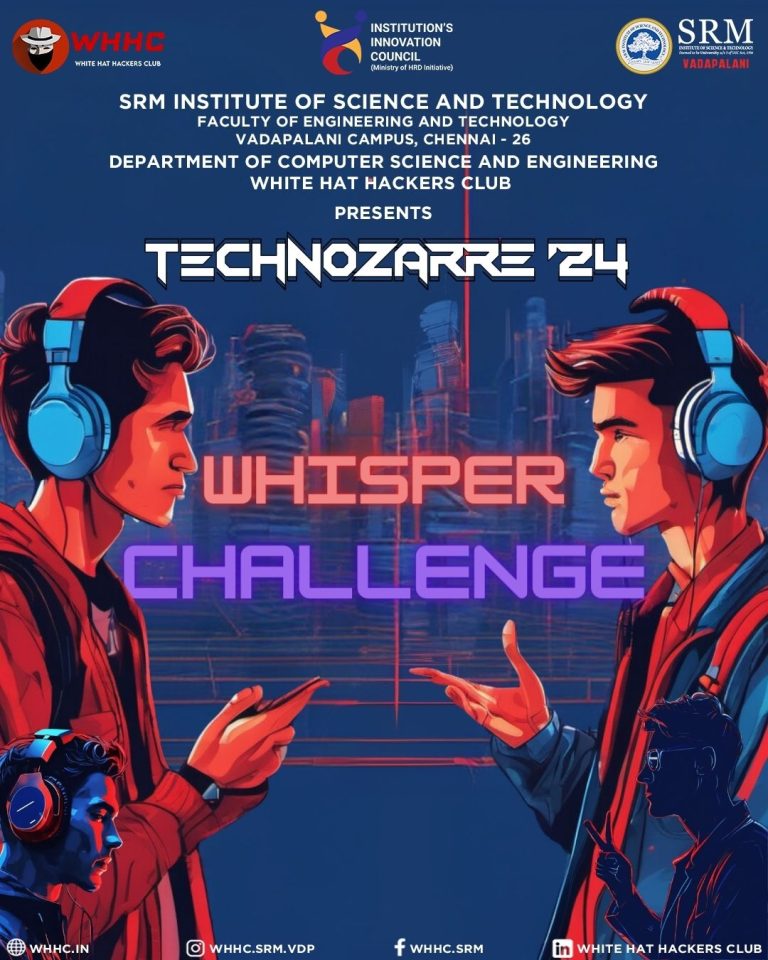 WHHC
WHITE HAT HACKERS CLUB
INSTITUTION'S
INNOVATION
COUNCIL
(Ministry of HRD Initiative)
SRM
INSTITUTE OF SCIENCE & TECHNOLOGY
VADAPALANI
SRM INSTITUTE OF SCIENCE AND TECHNOLOGY
FACULTY OF ENGINEERING AND TECHNOLOGY
VADAPALANI CAMPUS, CHENNAI - 26
DEPARTMENT OF COMPUTER SCIENCE AND ENGINEERING
WHITE HAT HACKERS CLUB
PRESENTS
TECHNOZARRE '24
WHISPER
CHALLENGE
WHHC.IN
WHHC.SRM.VDP
WHHC.SRM
WHITE HAT HACKERS CLUB